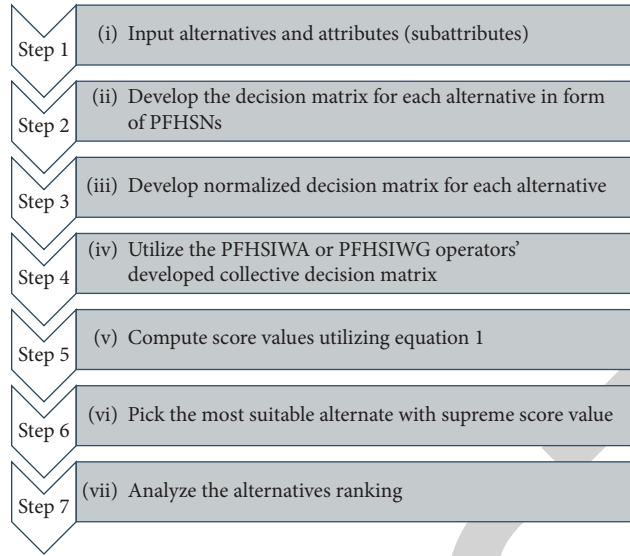 Step 1
(i) Input alternatives and attributes (subattributes)
Step 2
(ii) Develop the decision matrix for each alternative in form
of PFHSNs
Step 3
(iii) Develop normalized decision matrix for each alternative
Step 4
(iv) Utilize the PFHSIWA or PFHSIWG operators’
developed collective decision matrix
Step 5
(v) Compute score values utilizing equation 1
Step 6
(vi) Pick the most suitable alternate with supreme score value
Step 7
(vii) Analyze the alternatives ranking